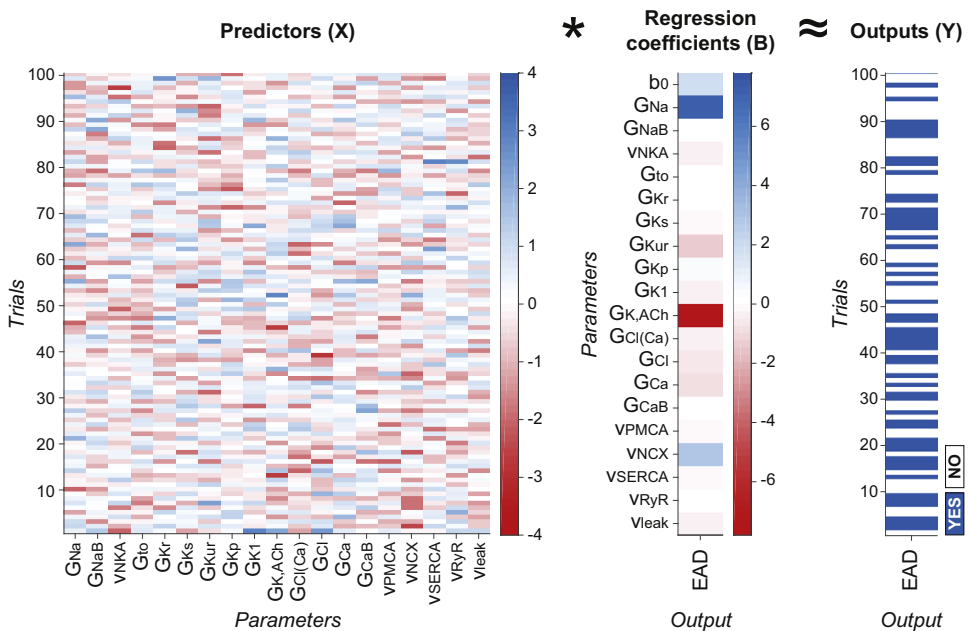 Predictors (X)
*
Regression
coefficients (B)
≈
Outputs (Y)
Trials
100
90
80
70
60
50
40
30
20
10
GNa
GNaB
vNKA
Gto
GKr
GKs
GKur
GKp
GK1
GK,ACh
GCl(Ca)
GCl
GCa
GCaB
vPMCA
vNCX
vSERCA
vRyR
vleak
Parameters
4
3
2
1
0
-1
-2
-3
-4
Parameters
b0
GNa
GNaB
vNKA
Gto
GKr
GKs
GKur
GKp
GK1
GK,ACh
GCl(Ca)
GCl
GCa
GCaB
vPMCA
vNCX
vSERCA
vRyR
vleak
EAD
Output
6
4
2
0
-2
-4
-6
Trials
100
90
80
70
60
50
40
30
20
10
EAD
Output
NO
YES